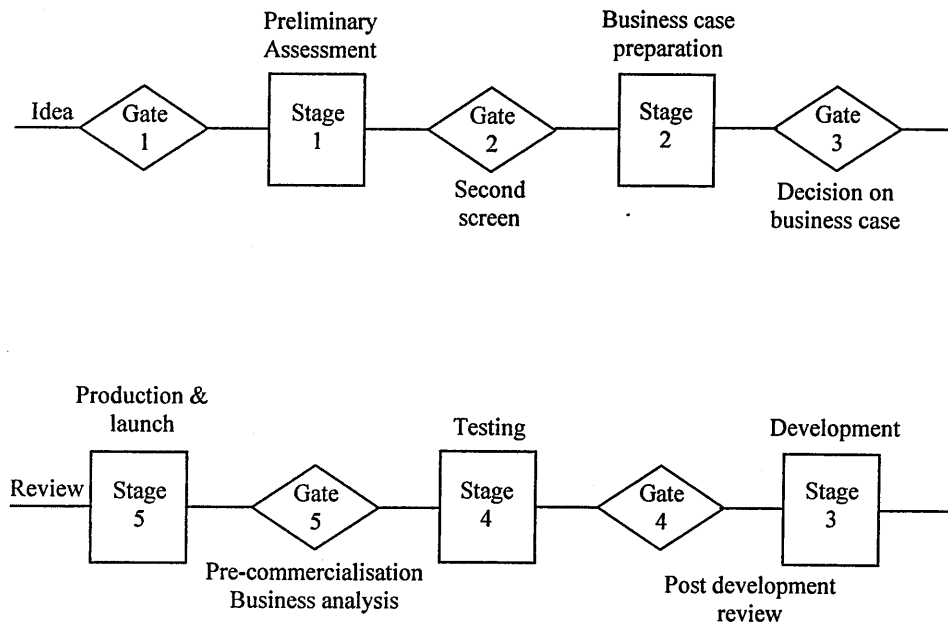 Preliminary
Assessment
Business case
preparation
Idea
Gate
1
Stage
1
Gate
2
Stage
2
Gate
3
Second
screen
Decision on
business case
Production &
launch
Testing
Development
Review
Stage
5
Gate
5
Stage
4
Gate
4
Stage
3
Pre-commercialisation
Business analysis
Post development
review